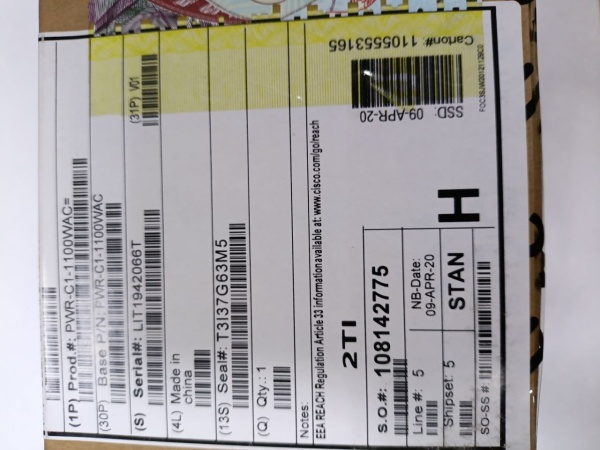 (1P) Prod.#: PWR-C1-1100WAC=
(30P) Base P/N: PWR-C1-1100WAC
(31P) V01
(S) Serial#: LIT1942066T
(4L) Made in
china
(13S) Seal#: T3I37G63M5
(Q) Qty.: 1
Notes:
EEA REACH Regulation Article 33 information available at: www.cisco.com/go/reach
2TI
S.O.#: 108142775
Line #: 5
NB-Date:
09-APR-20
Shipset: 5
STAN
SO-SS #:
H
Carton#: 1105553165
SSD: 09-APR-20